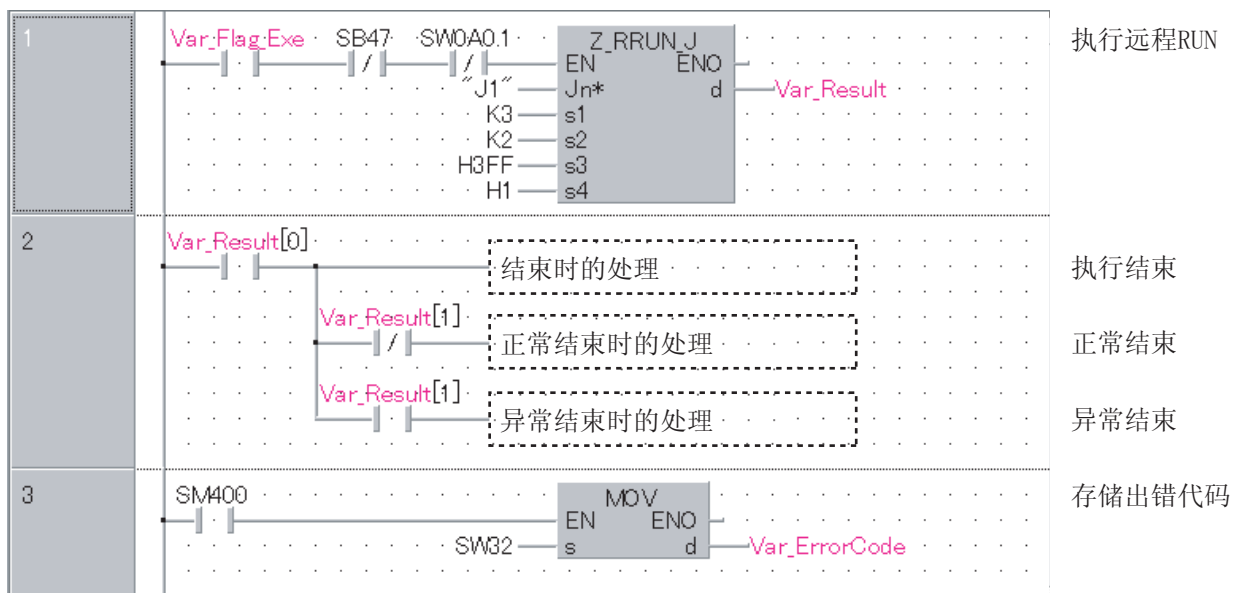 1
Var_Flag_Exe SB47 SW0A0.1 Z_RRUN_J 执行远程RUN
EN ENO
"J1" Jn* d Var_Result
K3 s1
K2 s2
H3FF s3
H1 s4
2
Var_Result[0]
结束时的处理 执行结束
Var_Result[1]
正常结束时的处理 正常结束
Var_Result[1]
异常结束时的处理 异常结束
3 SM400 MOV 存储出错代码
EN ENO
SW32 s d Var_ErrorCode